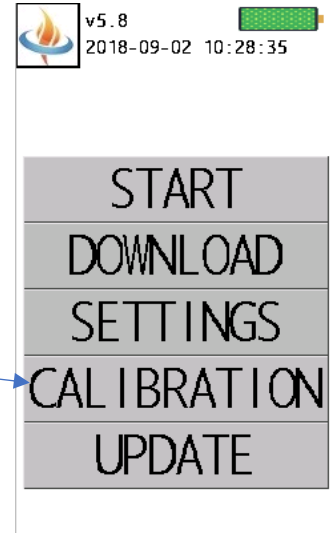 v5.8
2018-09-02 10:28:35
START
DOWNLOAD
SETTINGS
CALIBRATION
UPDATE